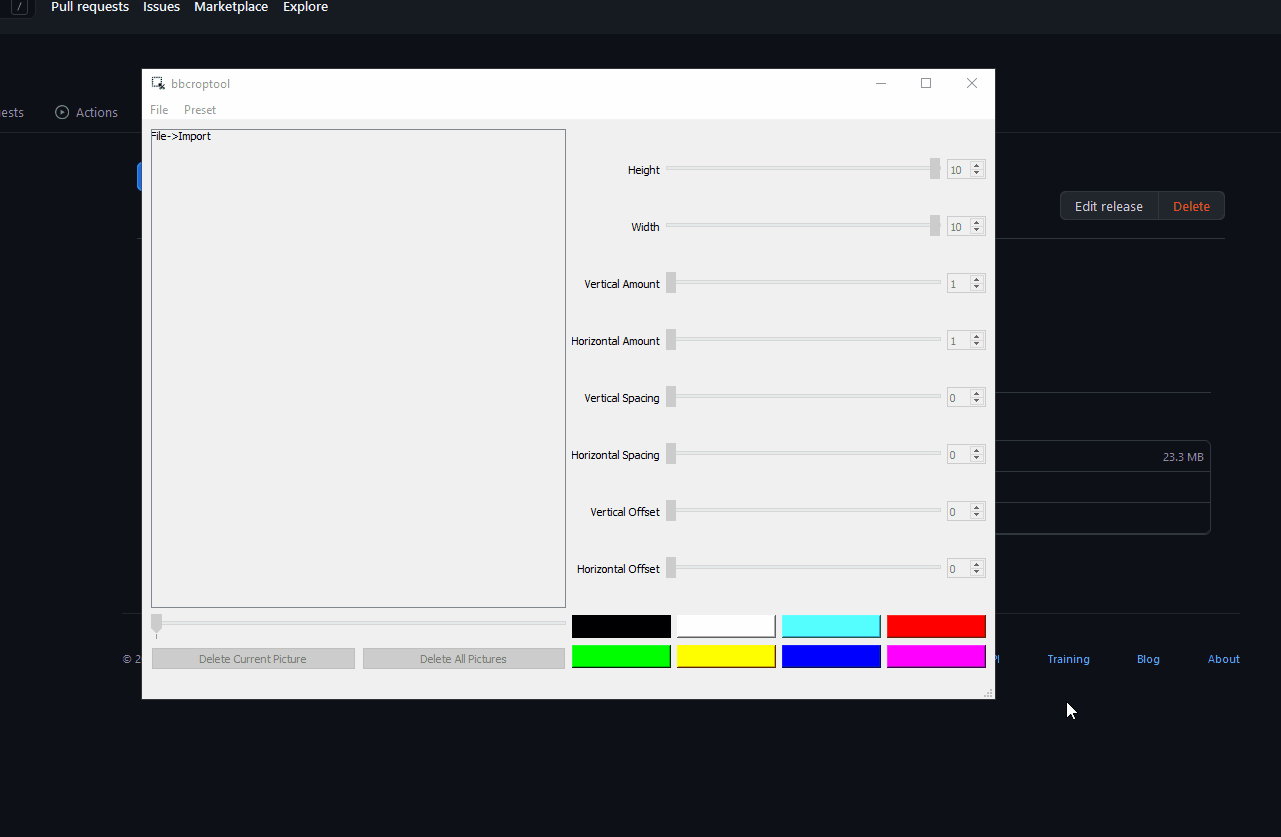 / Pull requests Issues Marketplace Explore
bbcroptool
File Preset
ests Actions
File->Import
Height 10
Edit release Delete
Width 10
Vertical Amount 1
Horizontal Amount 1
Vertical Spacing 0
Horizontal Spacing 0
23.3 MB
Vertical Offset 0
Horizontal Offset 0
Delete Current Picture Delete All Pictures
© 2 PI Training Blog About